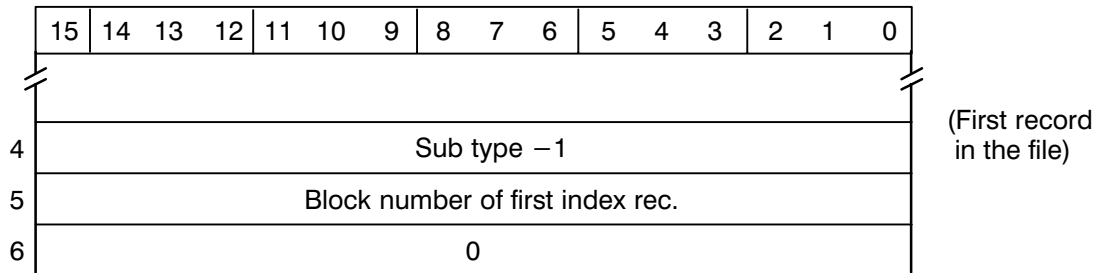 15 14 13 12 11 10 9 8 7 6 5 4 3 2 1 0
(First record
in the file)
4 Sub type −1
5 Block number of first index rec.
6 0